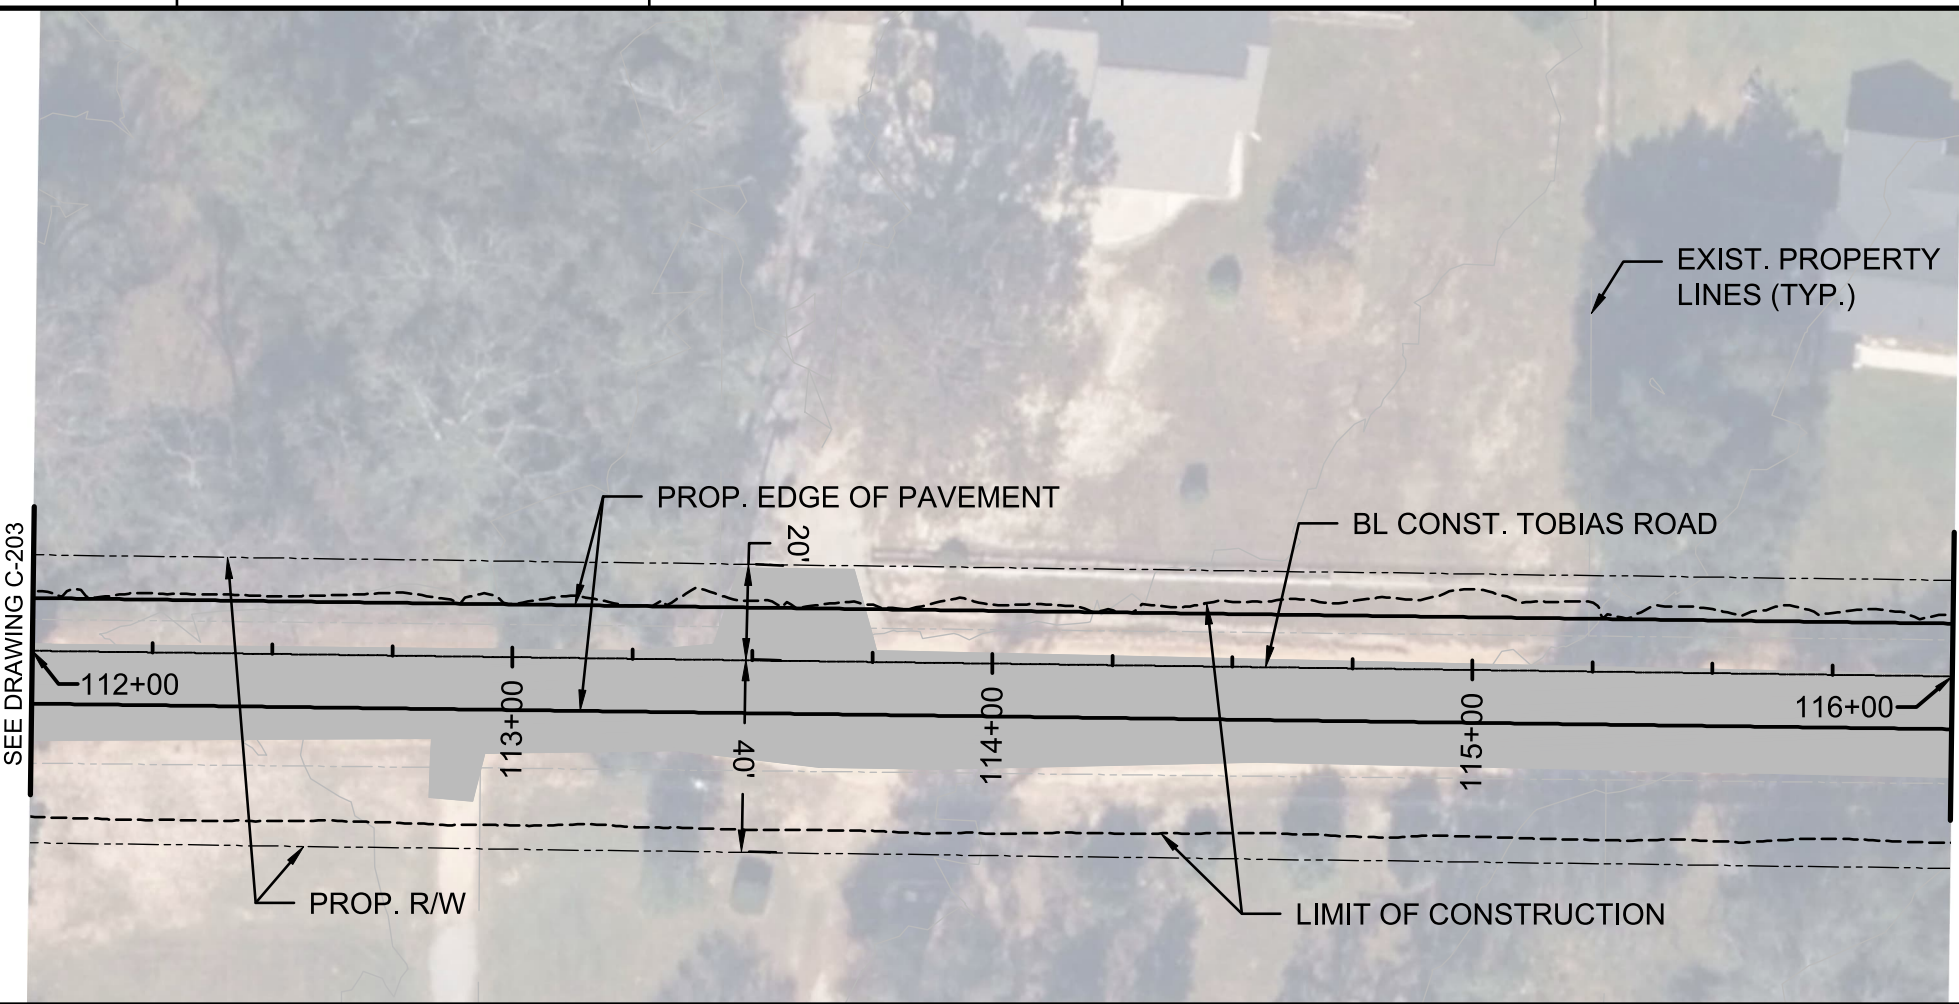 EXIST. PROPERTY
LINES (TYP.)
PROP. EDGE OF PAVEMENT
20'
BL CONST. TOBIAS ROAD
SEE DRAWING C-203
112+00
113+00
40'
114+00
115+00
116+00
PROP. R/W
LIMIT OF CONSTRUCTION